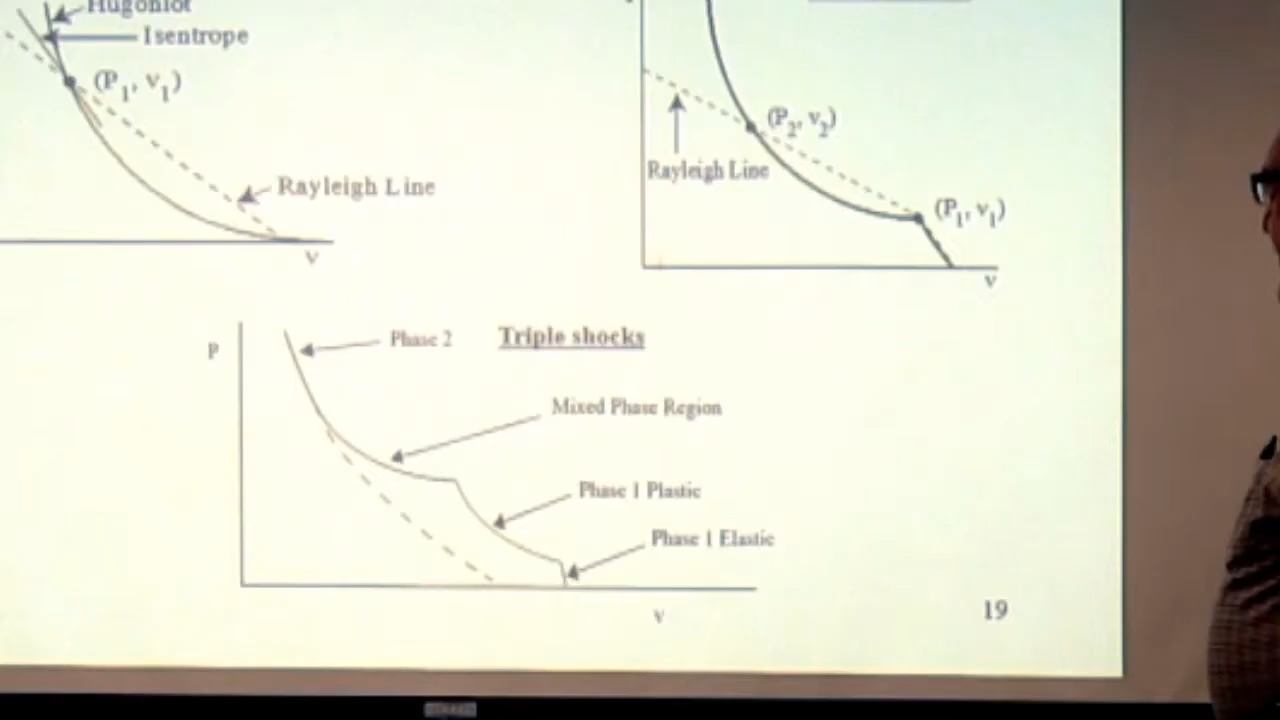 Hugoniot
Isentrope
(P1, v1)
Rayleigh Line
v
(P2, v2)
Rayleigh Line
(P1, v1)
v
P
Phase 2
Triple shocks
Mixed Phase Region
Phase 1 Plastic
Phase 1 Elastic
v
19